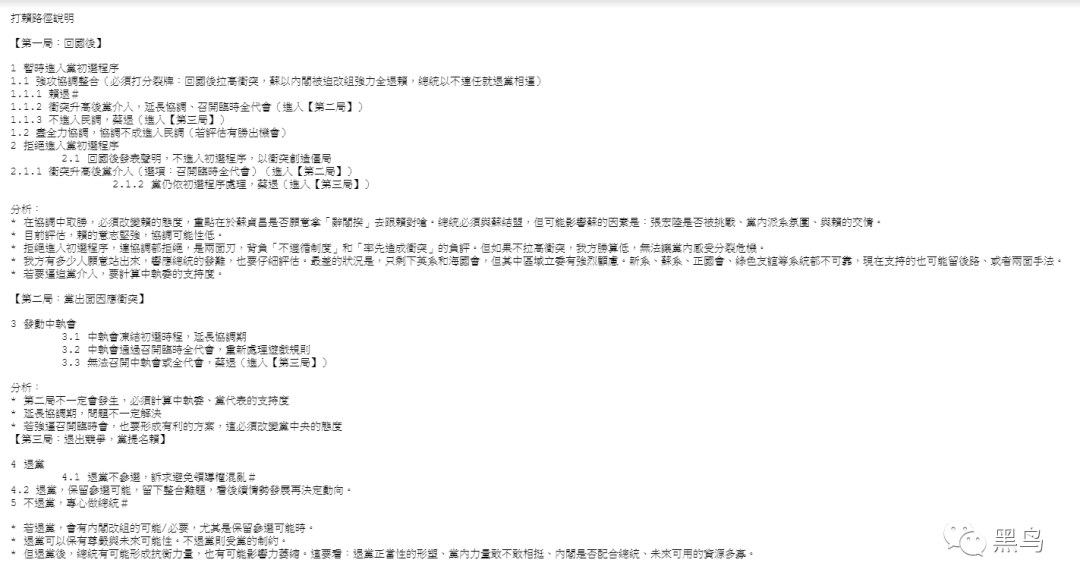 打賴路徑說明
【第一局：回國後】
1 暫時進入黨初選程序
1.1 強攻協調整合（必須打分裂牌：回國後拉高衝突，蘇以內閣被迫改組強力全退賴，總統以不連任就退黨相逼）
1.1.1 賴退#
1.1.2 衝突升高後黨介入，延長協調、召開臨時全代會（進入【第二局】）
1.1.3 不進入民調，蔡退（進入【第三局】）
1.2 盡全力協調，協調不成進入民調（若評估有勝出機會）
2 拒絕進入黨初選程序
2.1 回國後發表聲明，不進入初選程序，以衝突創造僵局
2.1.1 衝突升高後黨介入（選項：召開臨時全代會）（進入【第二局】）
2.1.2 黨仍依初選程序處理，蔡退（進入【第三局】）
分析：
* 在協調中取勝，必須改變賴的態度，重點在於蘇貞昌是否願意拿「辭閣揆」去跟賴對嗆。總統必須與蘇結盟，但可能影響蘇的因素是：張宏陸是否被挑戰、黨內派系氛圍、與賴的交情。
* 目前評估，賴的意志堅強，協調可能性低。
* 拒絕進入初選程序，連協調都拒絕，是兩面刃，背負「不遵循制度」和「率先造成衝突」的負評。但如果不拉高衝突，我方勝算低，無法讓黨內感受分裂危機。
* 我方有多少人願意站出來，響應總統的發難，也要仔細評估。最差的狀況是，只剩下英系和海國會，但其中區域立委有強烈顧慮。新系、蘇系、正國會、綠色友誼等系統都不可靠，現在支持的也可能留後路、或者兩面手法。
* 若要逼迫黨介入，要計算中執委的支持度。
【第二局：黨出面因應衝突】
3 發動中執會
3.1 中執會凍結初選時程，延長協調期
3.2 中執會通過召開臨時全代會，重新處理遊戲規則
3.3 無法召開中執會或全代會，蔡退（進入【第三局】）
分析：
* 第二局不一定會發生，必須計算中執委、黨代表的支持度
* 延長協調期，問題不一定解決
* 若強逼召開臨時會，也要形成有利的方案，這必須改變黨中央的態度
【第三局：退出競爭，黨提名賴】
4 退黨
4.1 退黨不參選，訴求避免領導權混亂#
4.2 退黨，保留參選可能，留下整合難題，看後續情勢發展再決定動向。
5 不退黨，專心做總統#
* 若退黨，會有內閣改組的可能/必要，尤其是保留參選可能時。
* 退黨可以保有尊嚴與未來可能性。不退黨則受黨的制約。
* 但退黨後，總統有可能形成抗衡力量，也有可能影響力萎縮。這要看：退黨正當性的形塑、黨內力量敢不敢相挺、內閣是否配合總統、未來可用的資源多寡。
黑鸟